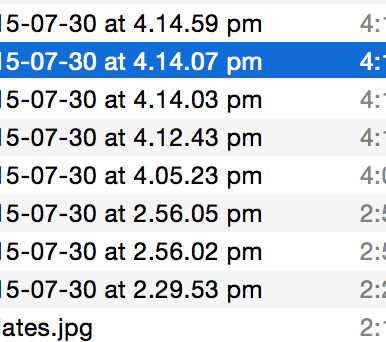 15-07-30 at 4.14.59 pm 4:1
15-07-30 at 4.14.07 pm 4:1
15-07-30 at 4.14.03 pm 4:1
15-07-30 at 4.12.43 pm 4:1
15-07-30 at 4.05.23 pm 4:0
15-07-30 at 2.56.05 pm 2:5
15-07-30 at 2.56.02 pm 2:5
15-07-30 at 2.29.53 pm 2:2
lates.jpg 2:1